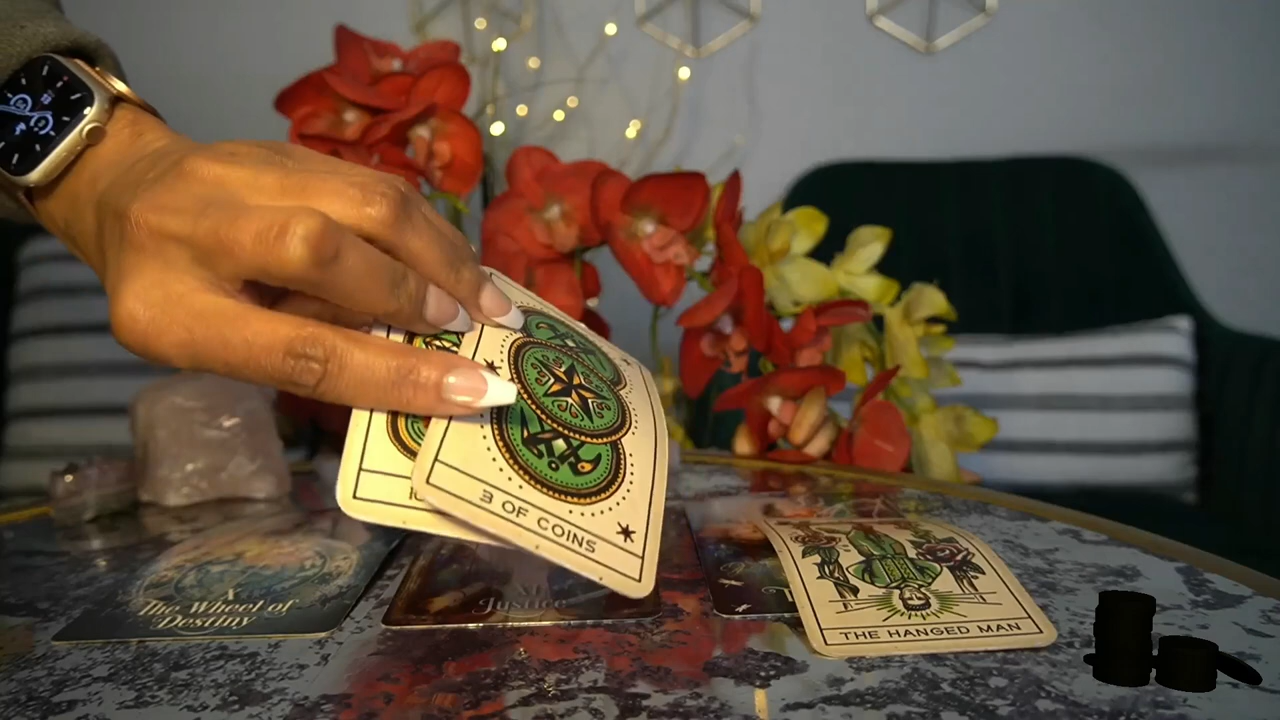 3 OF COINS
X
The Wheel of
Destiny
Justice
THE HANGED MAN